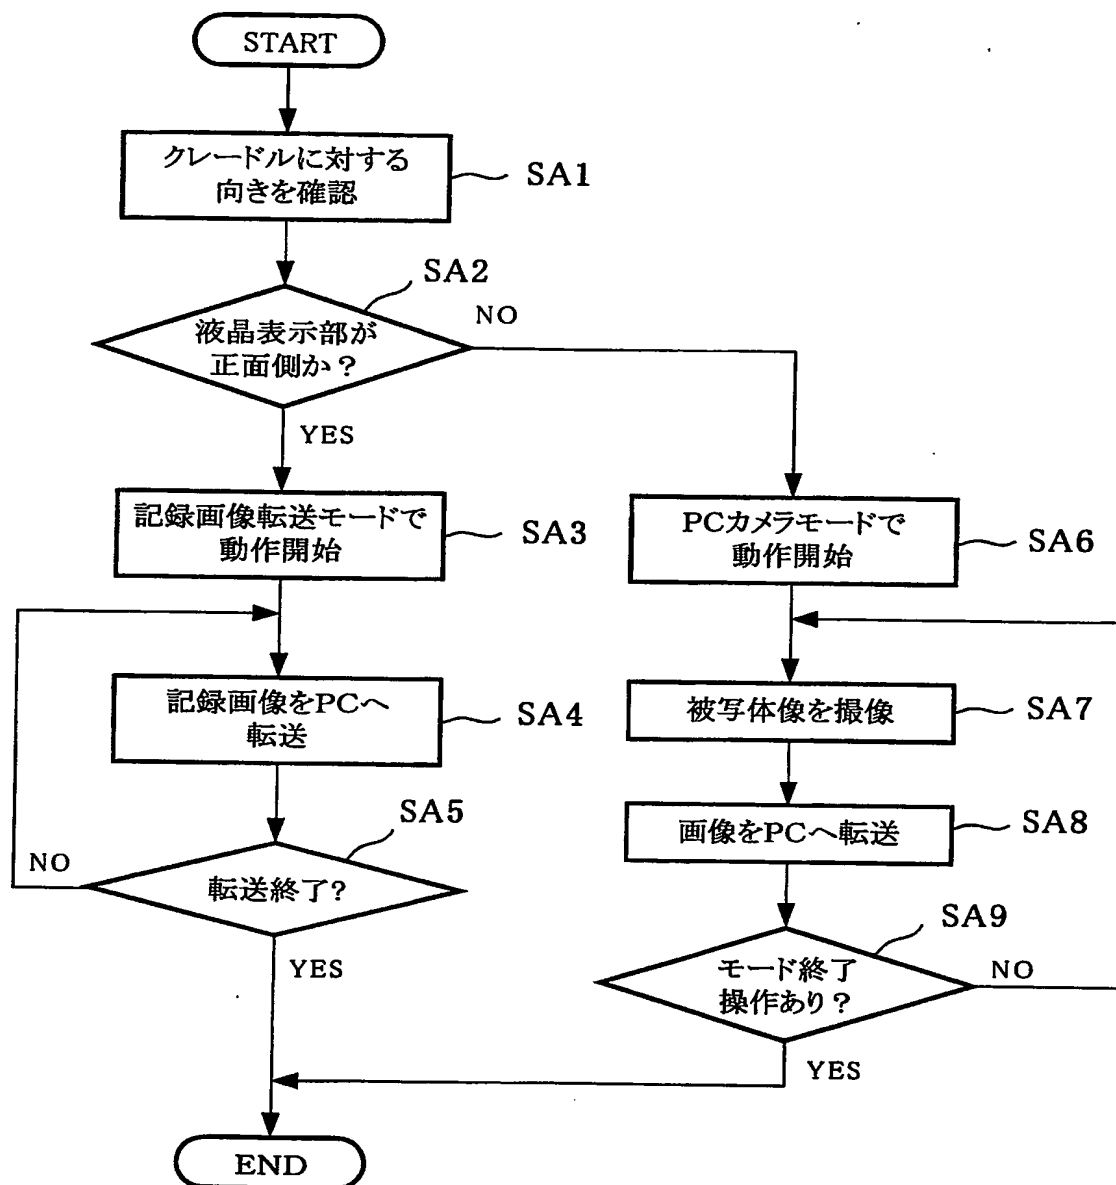 START
クレードルに対する
向きを確認
SA1
SA2
液晶表示部が
正面側か？
NO
YES
記録画像転送モードで
動作開始
SA3
PCカメラモードで
動作開始
SA6
記録画像をPCへ
転送
SA4
被写体像を撮像
SA7
画像をPCへ転送
SA8
SA5
転送終了?
NO
YES
SA9
モード終了
操作あり？
NO
YES
END